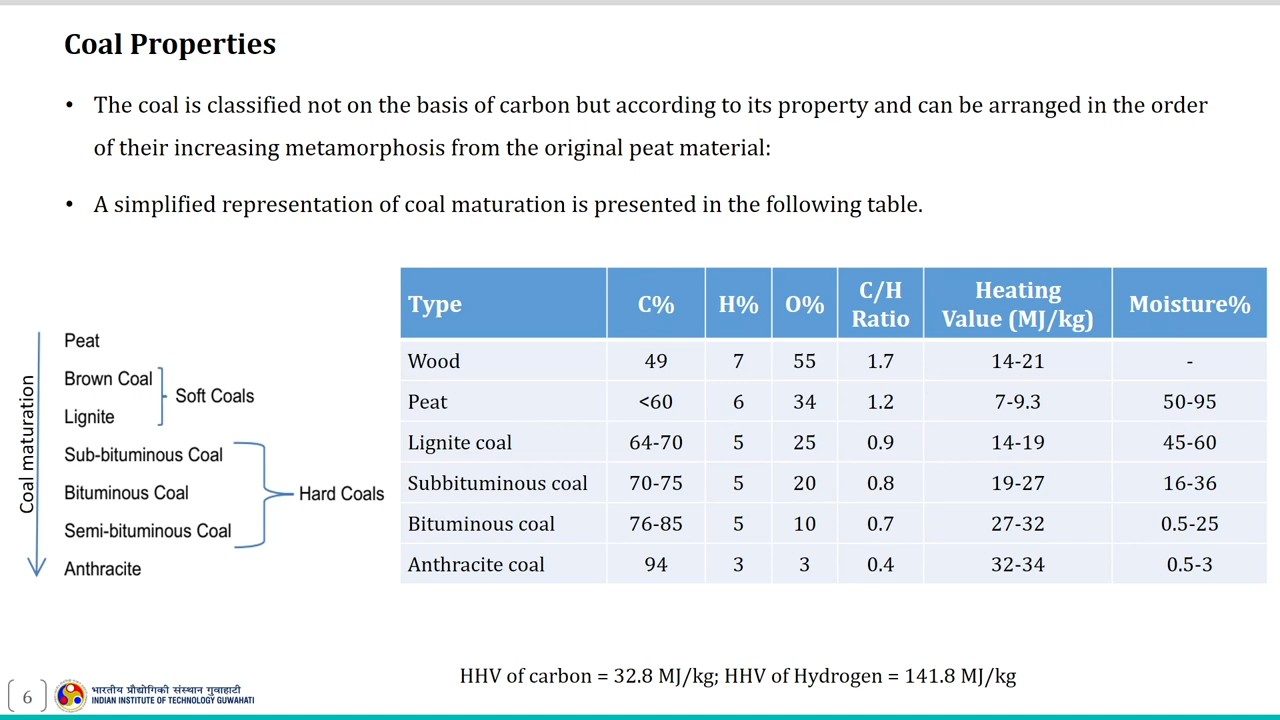 Coal Properties
• The coal is classified not on the basis of carbon but according to its property and can be arranged in the order
of their increasing metamorphosis from the original peat material:
• A simplified representation of coal maturation is presented in the following table.
Coal maturation
Peat
Brown Coal
Lignite
Soft Coals
Sub-bituminous Coal
Bituminous Coal
Semi-bituminous Coal
Hard Coals
Anthracite
Type C% H% O% C/H Ratio Heating Value (MJ/kg) Moisture%
Wood 49 7 55 1.7 14-21 -
Peat <60 6 34 1.2 7-9.3 50-95
Lignite coal 64-70 5 25 0.9 14-19 45-60
Subbituminous coal 70-75 5 20 0.8 19-27 16-36
Bituminous coal 76-85 5 10 0.7 27-32 0.5-25
Anthracite coal 94 3 3 0.4 32-34 0.5-3
HHV of carbon = 32.8 MJ/kg; HHV of Hydrogen = 141.8 MJ/kg
6
भारतीय प्रौद्योगिकी संस्थान गुवाहाटी
INDIAN INSTITUTE OF TECHNOLOGY GUWAHATI